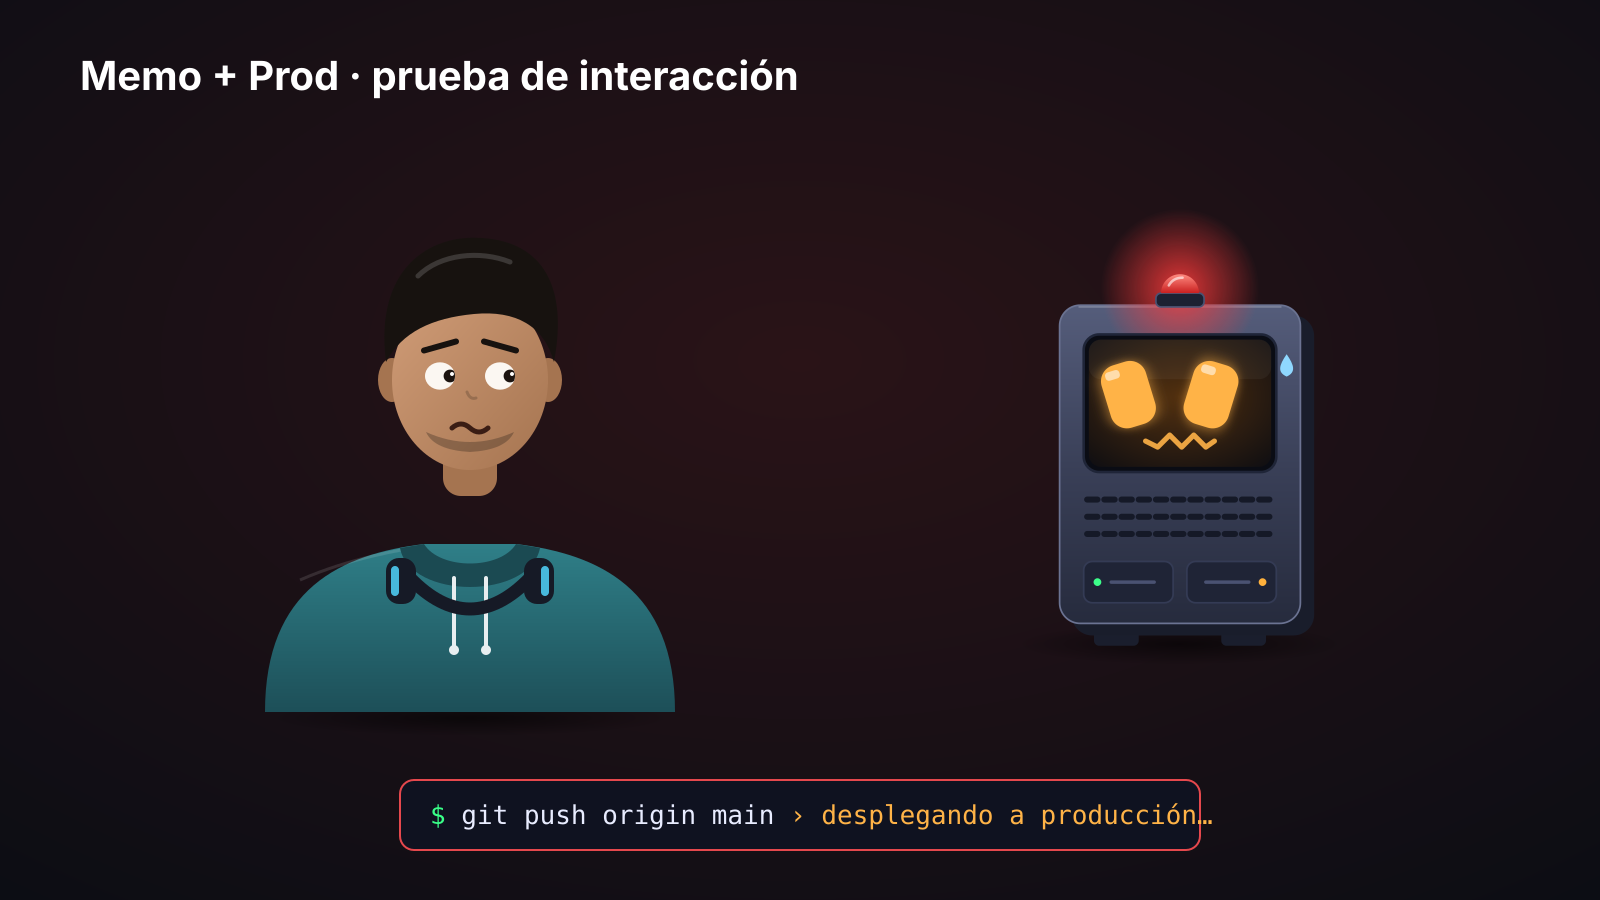 Memo + Prod · prueba de interacción
$ git push origin main › desplegando a producción…